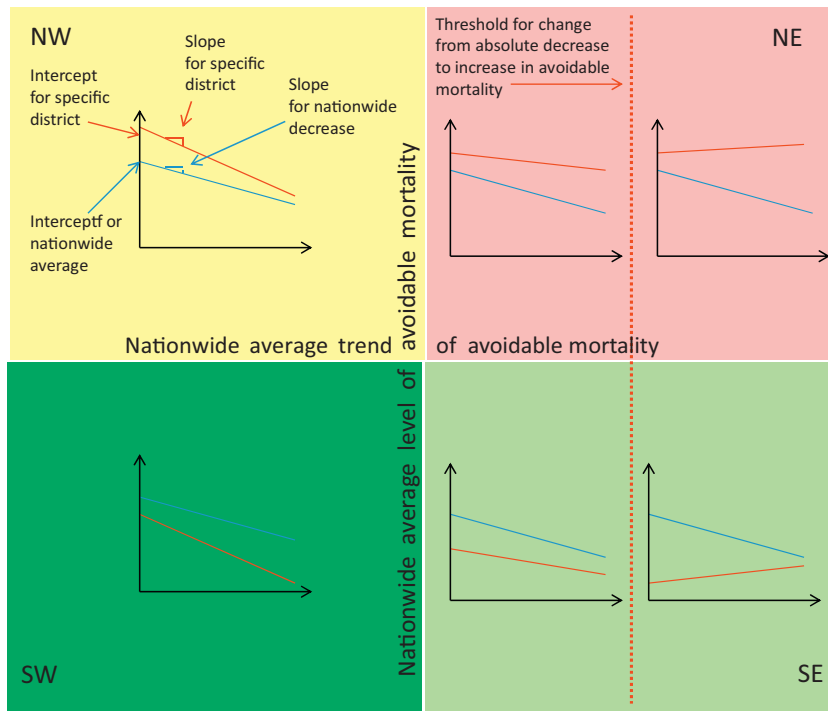 NW
Slope
for specific
district
Intercept
for specific
district
Slope
for nationwide
decrease
Interceptf or
nationwide
average
Threshold for change
from absolute decrease
to increase in avoidable
mortality
NE
Nationwide average trend
of avoidable mortality
Nationwide average level of avoidable mortality
SW
SE